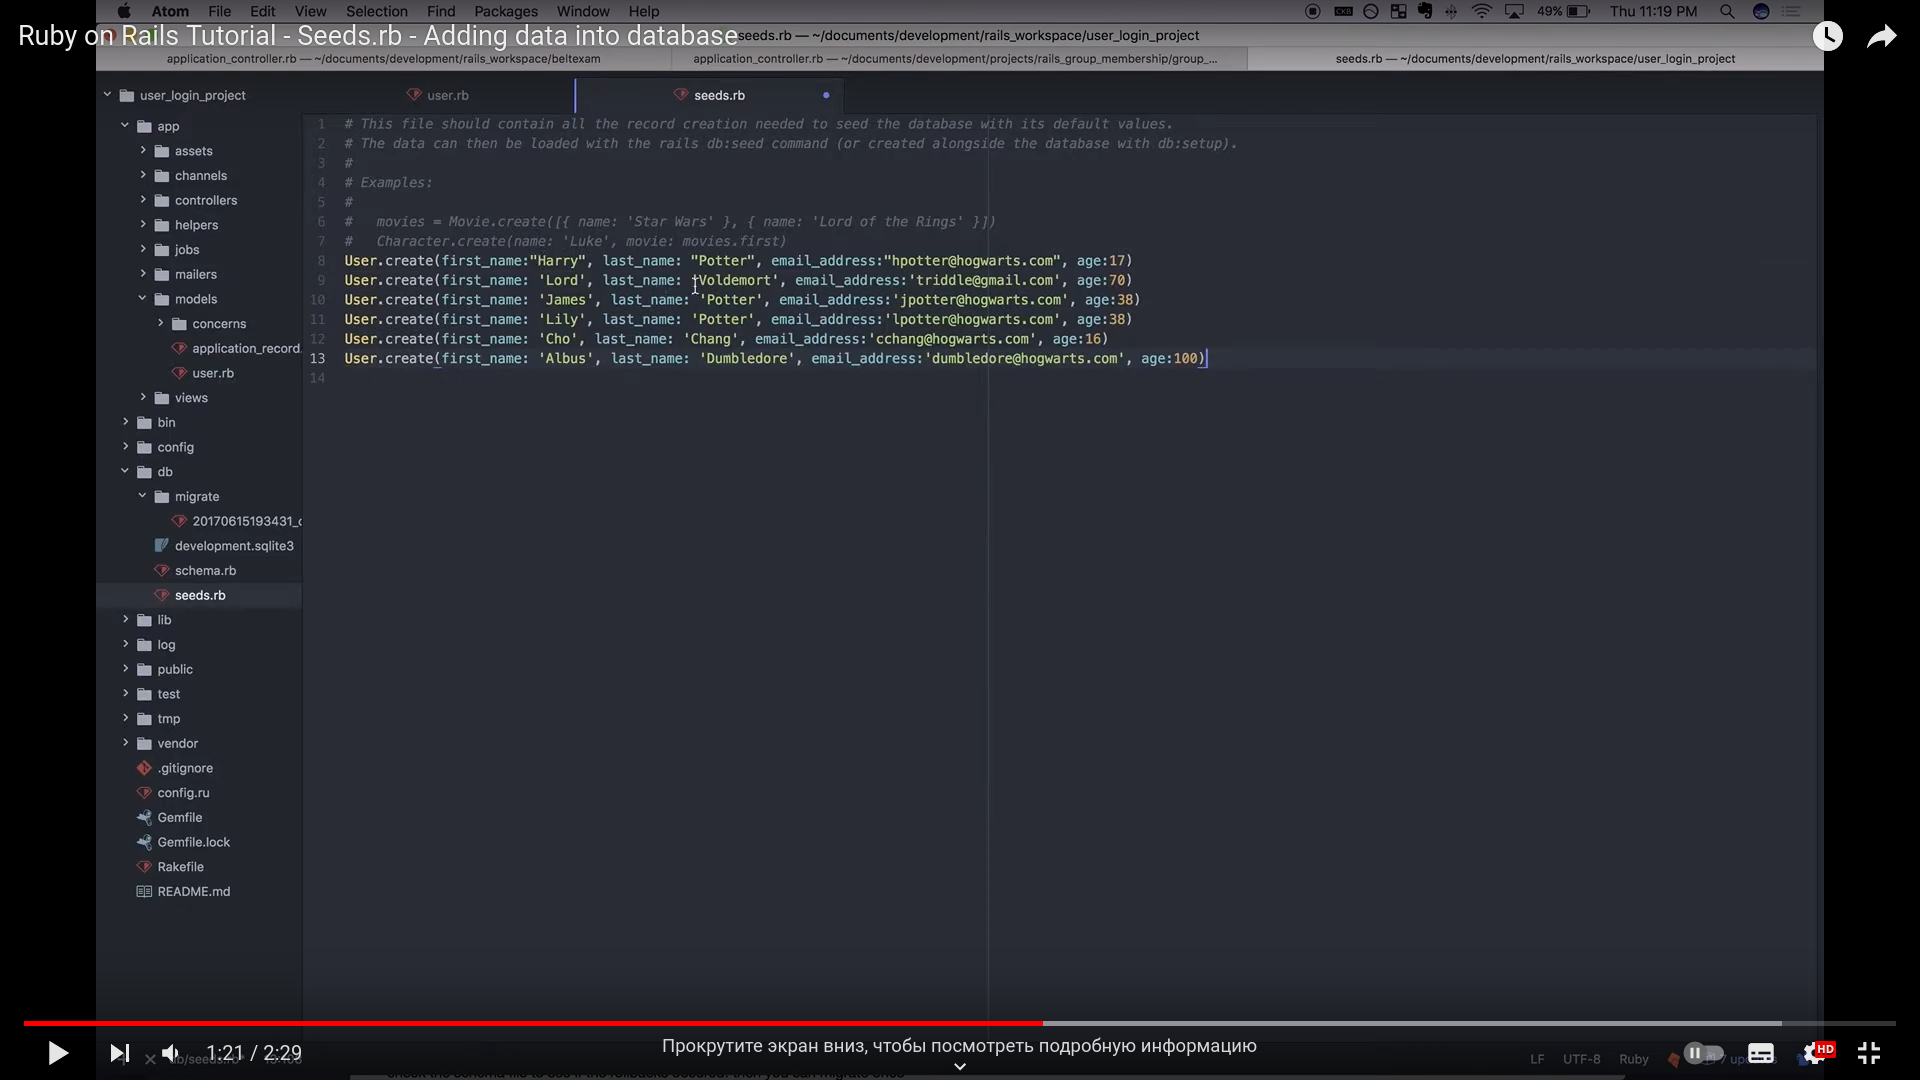 Atom File Edit View Selection Find Packages Window Help
49% Thu 11:19 PM
Ruby on Rails Tutorial - Seeds.rb - Adding data into database
seeds.rb — ~/documents/development/rails_workspace/user_login_project
application_controller.rb — ~/documents/development/rails_workspace/beltexam
application_controller.rb — ~/documents/development/projects/rails_group_membership/group_...
seeds.rb — ~/documents/development/rails_workspace/user_login_project
user_login_project
user.rb
seeds.rb
app
assets
channels
controllers
helpers
jobs
mailers
models
concerns
application_record.
user.rb
views
bin
config
db
migrate
20170615193431_c
development.sqlite3
schema.rb
seeds.rb
lib
log
public
test
tmp
vendor
.gitignore
config.ru
Gemfile
Gemfile.lock
Rakefile
README.md
1 # This file should contain all the record creation needed to seed the database with its default values.
2 # The data can then be loaded with the rails db:seed command (or created alongside the database with db:setup).
3 #
4 # Examples:
5 #
6 #   movies = Movie.create([{ name: 'Star Wars' }, { name: 'Lord of the Rings' }])
7 #   Character.create(name: 'Luke', movie: movies.first)
8 User.create(first_name:"Harry", last_name: "Potter", email_address:"hpotter@hogwarts.com", age:17)
9 User.create(first_name: 'Lord', last_name: 'Voldemort', email_address:'triddle@gmail.com', age:70)
10 User.create(first_name: 'James', last_name: 'Potter', email_address:'jpotter@hogwarts.com', age:38)
11 User.create(first_name: 'Lily', last_name: 'Potter', email_address:'lpotter@hogwarts.com', age:38)
12 User.create(first_name: 'Cho', last_name: 'Chang', email_address:'cchang@hogwarts.com', age:16)
13 User.create(first_name: 'Albus', last_name: 'Dumbledore', email_address:'dumbledore@hogwarts.com', age:100)
14
1:21 / 2:29
Прокрутите экран вниз, чтобы посмотреть подробную информацию
LF UTF-8 Ruby
HD